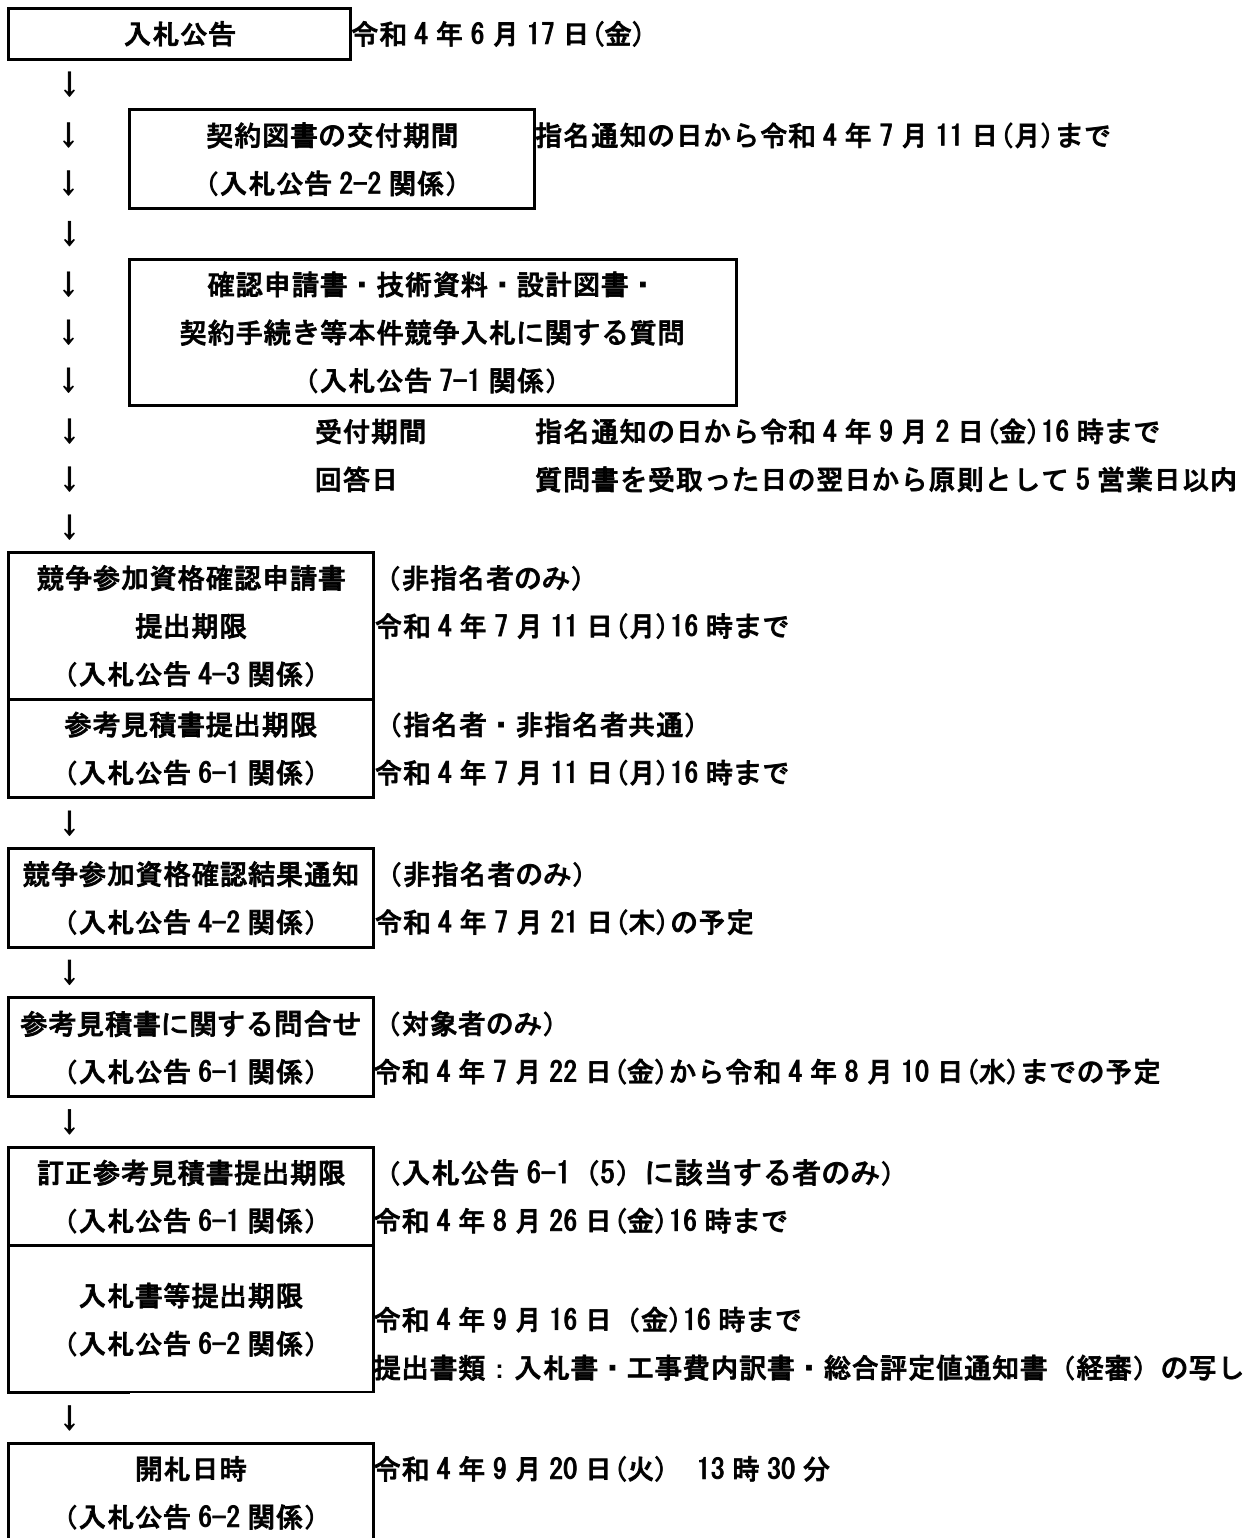 入札公告 令和4年6月17日(金)
↓
↓ 契約図書の交付期間 指名通知の日から令和4年7月11日(月)まで
↓ (入札公告2-2関係)
↓
↓ 確認申請書・技術資料・設計図書・
↓ 契約手続き等本件競争入札に関する質問
↓ (入札公告7-1関係)
↓ 受付期間 指名通知の日から令和4年9月2日(金)16時まで
↓ 回答日 質問書を受取った日の翌日から原則として5営業日以内
↓
競争参加資格確認申請書 (非指名者のみ)
提出期限 令和4年7月11日(月)16時まで
(入札公告4-3関係)
参考見積書提出期限 (指名者・非指名者共通)
(入札公告6-1関係) 令和4年7月11日(月)16時まで
↓
競争参加資格確認結果通知 (非指名者のみ)
(入札公告4-2関係) 令和4年7月21日(木)の予定
↓
参考見積書に関する問合せ (対象者のみ)
(入札公告6-1関係) 令和4年7月22日(金)から令和4年8月10日(水)までの予定
↓
訂正参考見積書提出期限 (入札公告6-1(5)に該当する者のみ)
(入札公告6-1関係) 令和4年8月26日(金)16時まで
入札書等提出期限
令和4年9月16日 (金)16時まで
(入札公告6-2関係)
提出書類:入札書・工事費内訳書・総合評定値通知書(経審)の写し
↓
開札日時 令和4年9月20日(火) 13時30分
(入札公告6-2関係)